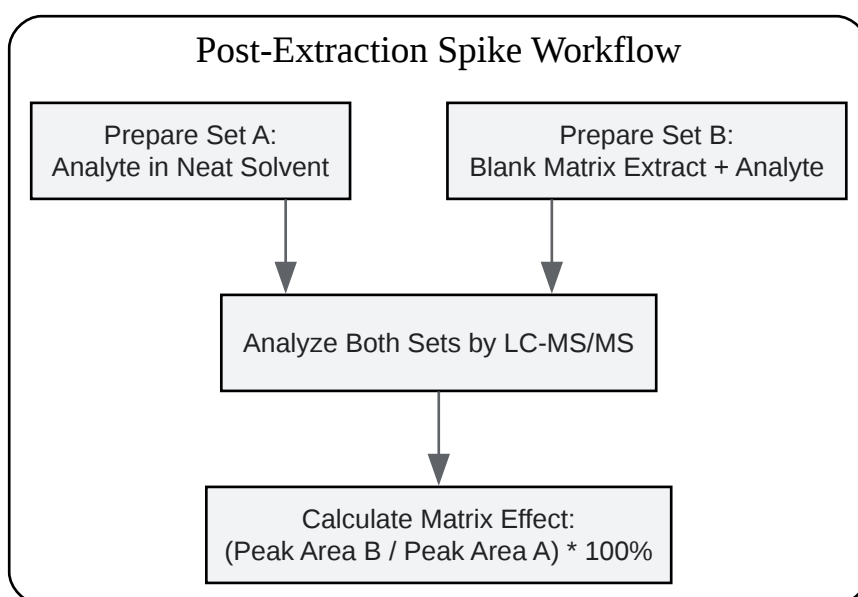 Post-Extraction Spike Workflow
Prepare Set A:
Analyte in Neat Solvent
Prepare Set B:
Blank Matrix Extract + Analyte
Analyze Both Sets by LC-MS/MS
Calculate Matrix Effect:
(Peak Area B / Peak Area A) * 100%